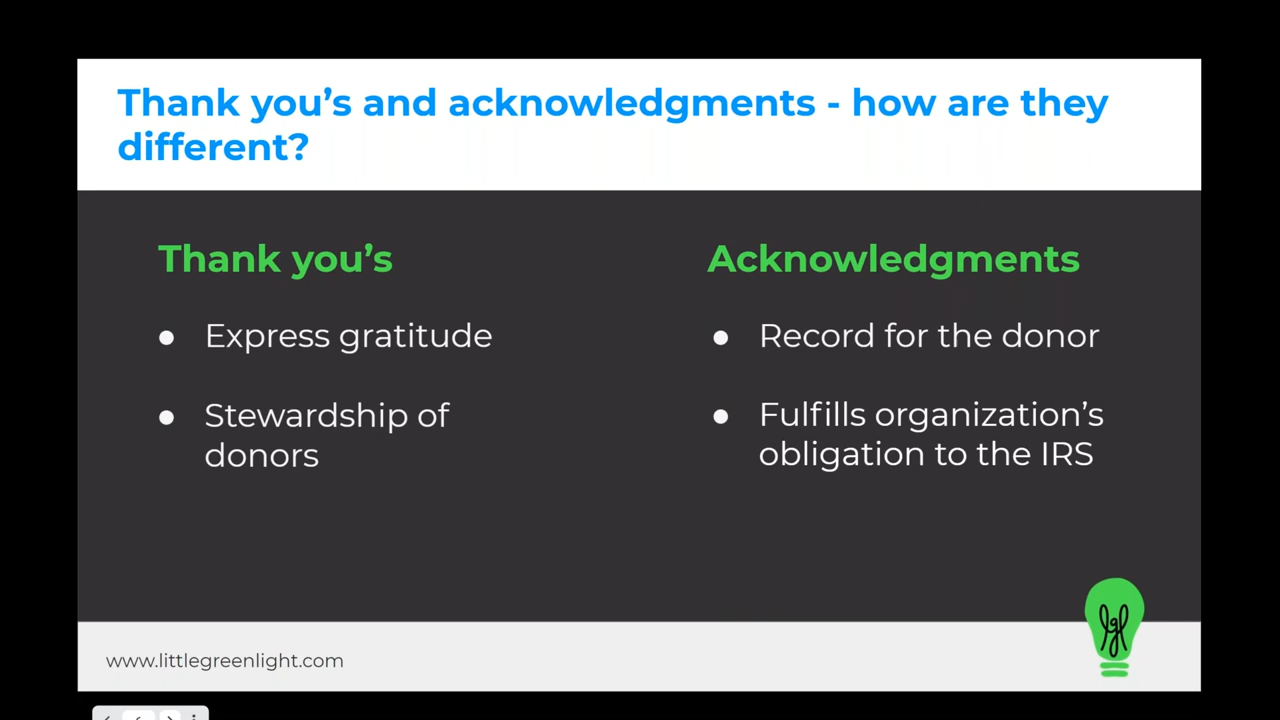 Thank you’s and acknowledgments - how are they
different?
Thank you’s
Express gratitude
Stewardship of
donors
Acknowledgments
Record for the donor
Fulfills organization’s
obligation to the IRS
lgl
www.littlegreenlight.com